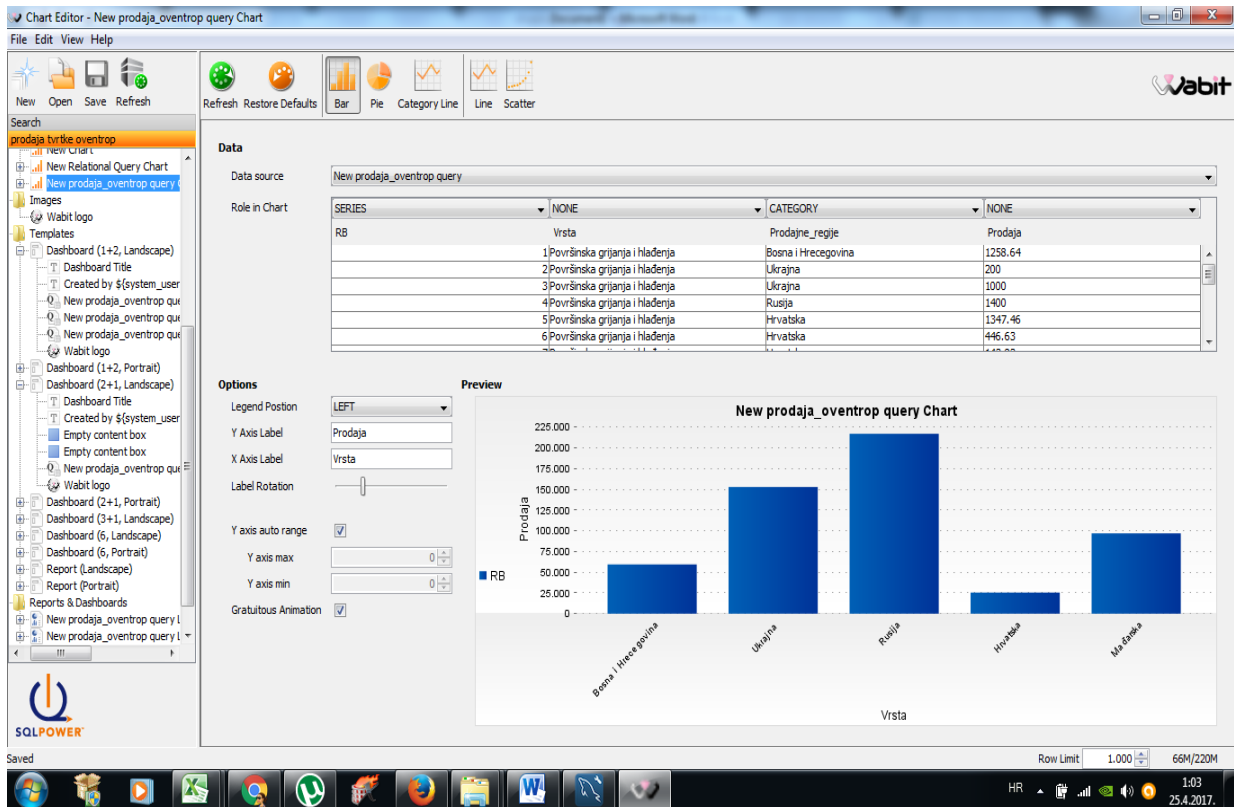 Chart Editor - New prodaja_oventrop query Chart
File Edit View Help
New Open Save Refresh
Refresh Restore Defaults Bar Pie Category Line Line Scatter
Wabit
Search
prodaja tvrtke oventrop
New Chart
New Relational Query Chart
New prodaja_oventrop query
Images
Wabit logo
Templates
Dashboard (1+2, Landscape)
Dashboard Title
Created by ${system_user
New prodaja_oventrop que
New prodaja_oventrop que
New prodaja_oventrop que
Wabit logo
Dashboard (1+2, Portrait)
Dashboard (2+1, Landscape)
Dashboard Title
Created by ${system_user
Empty content box
Empty content box
New prodaja_oventrop que
Wabit logo
Dashboard (2+1, Portrait)
Dashboard (3+1, Landscape)
Dashboard (6, Landscape)
Dashboard (6, Portrait)
Report (Landscape)
Report (Portrait)
Reports & Dashboards
New prodaja_oventrop query L
New prodaja_oventrop query L
SQLPOWER
Data
Data source New prodaja_oventrop query
Role in Chart SERIES NONE CATEGORY NONE
RB Vrsta Prodajne_regije Prodaja
1 Površinska grijanja i hlađenja Bosna i Hrecegovina 1258.64
2 Površinska grijanja i hlađenja Ukrajna 200
3 Površinska grijanja i hlađenja Ukrajna 1000
4 Površinska grijanja i hlađenja Rusija 1400
5 Površinska grijanja i hlađenja Hrvatska 1347.46
6 Površinska grijanja i hlađenja Hrvatska 446.63
Options
Legend Postion LEFT
Y Axis Label Prodaja
X Axis Label Vrsta
Label Rotation
Y axis auto range
Y axis max 0
Y axis min 0
Gratuitous Animation
Preview
New prodaja_oventrop query Chart
225.000
200.000
175.000
150.000
125.000
100.000
75.000
50.000
25.000
0
Prodaja
RB
Bosna i Hrecegovina Ukrajna Rusija Hrvatska Mađarska
Vrsta
Saved Row Limit 1.000 66M/220M
HR 1:03
25.4.2017.